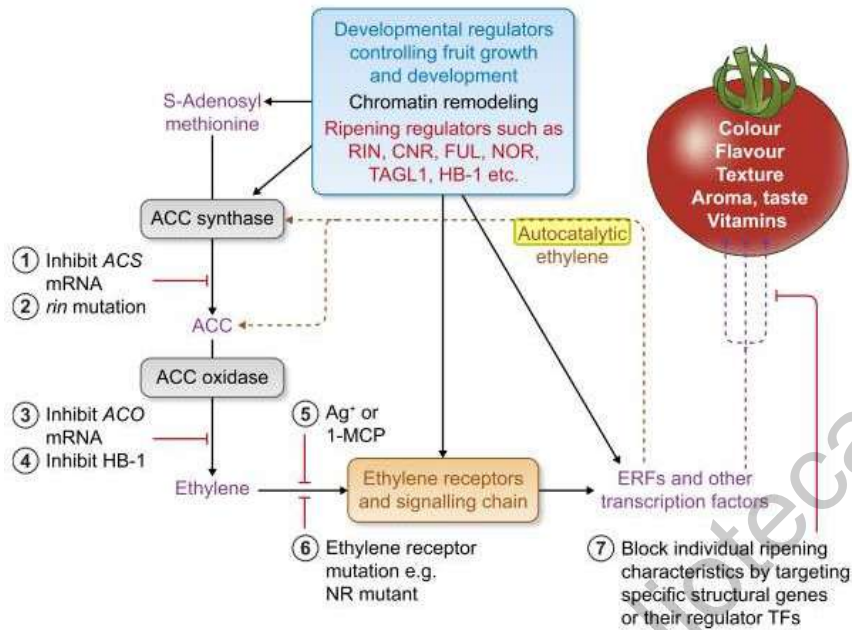 Developmental regulators
controlling fruit growth
and development
Chromatin remodeling
Ripening regulators such as
RIN, CNR, FUL, NOR,
TAGL1, HB-1 etc.
S-Adenosyl
methionine
Colour
Flavour
Texture
Aroma, taste
Vitamins
ACC synthase
Autocatalytic
ethylene
1 Inhibit ACS
mRNA
2 rin mutation
ACC
ACC oxidase
3 Inhibit ACO
mRNA
4 Inhibit HB-1
5 Ag⁺ or
1-MCP
Ethylene
Ethylene receptors
and signalling chain
ERFs and other
transcription factors
6 Ethylene receptor
mutation e.g.
NR mutant
7 Block individual ripening
characteristics by targeting
specific structural genes
or their regulator TFs